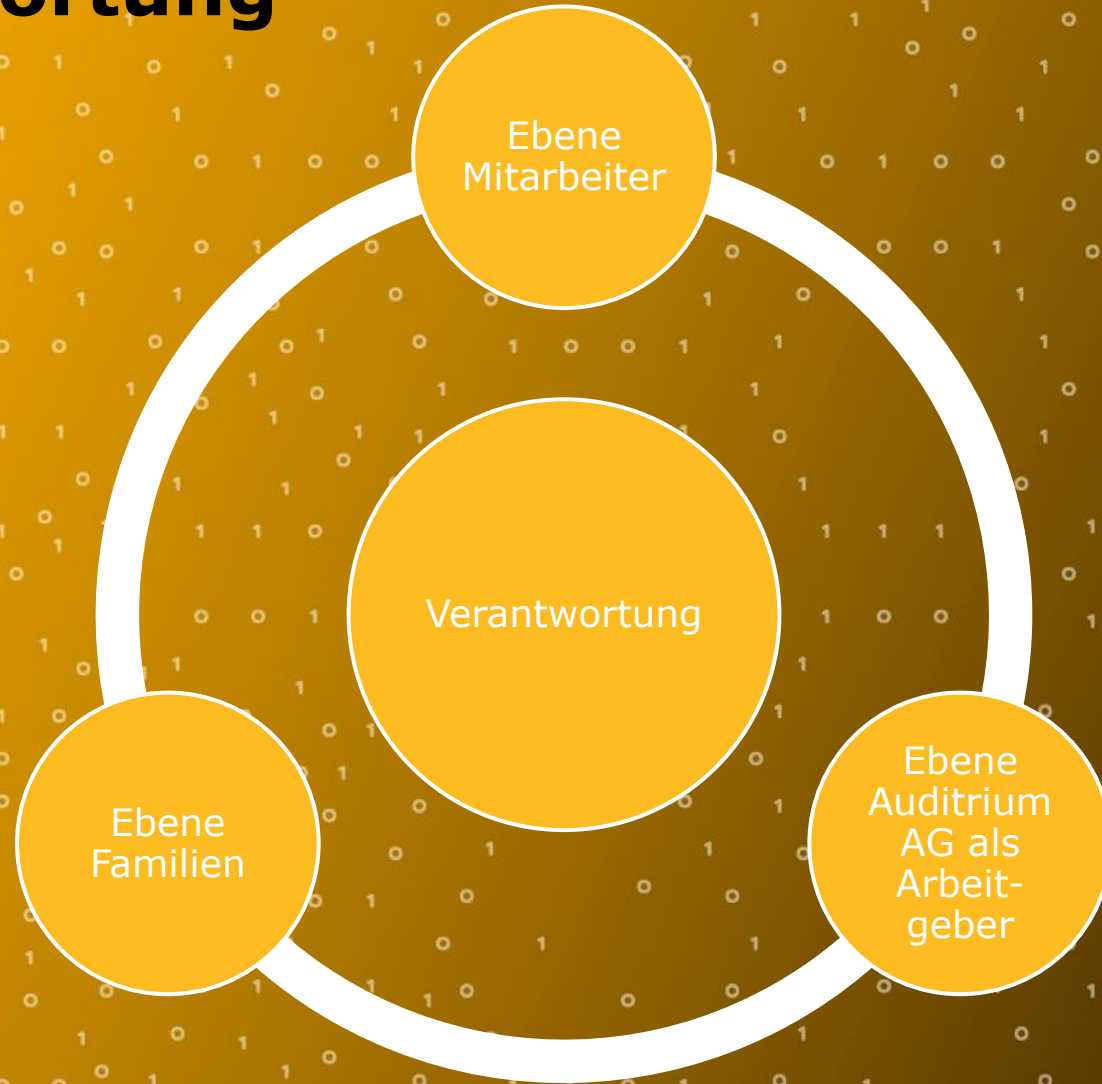 ortung
Ebene
Mitarbeiter
Verantwortung
Ebene
Familien
Ebene
Auditrium
AG als
Arbeit-
geber